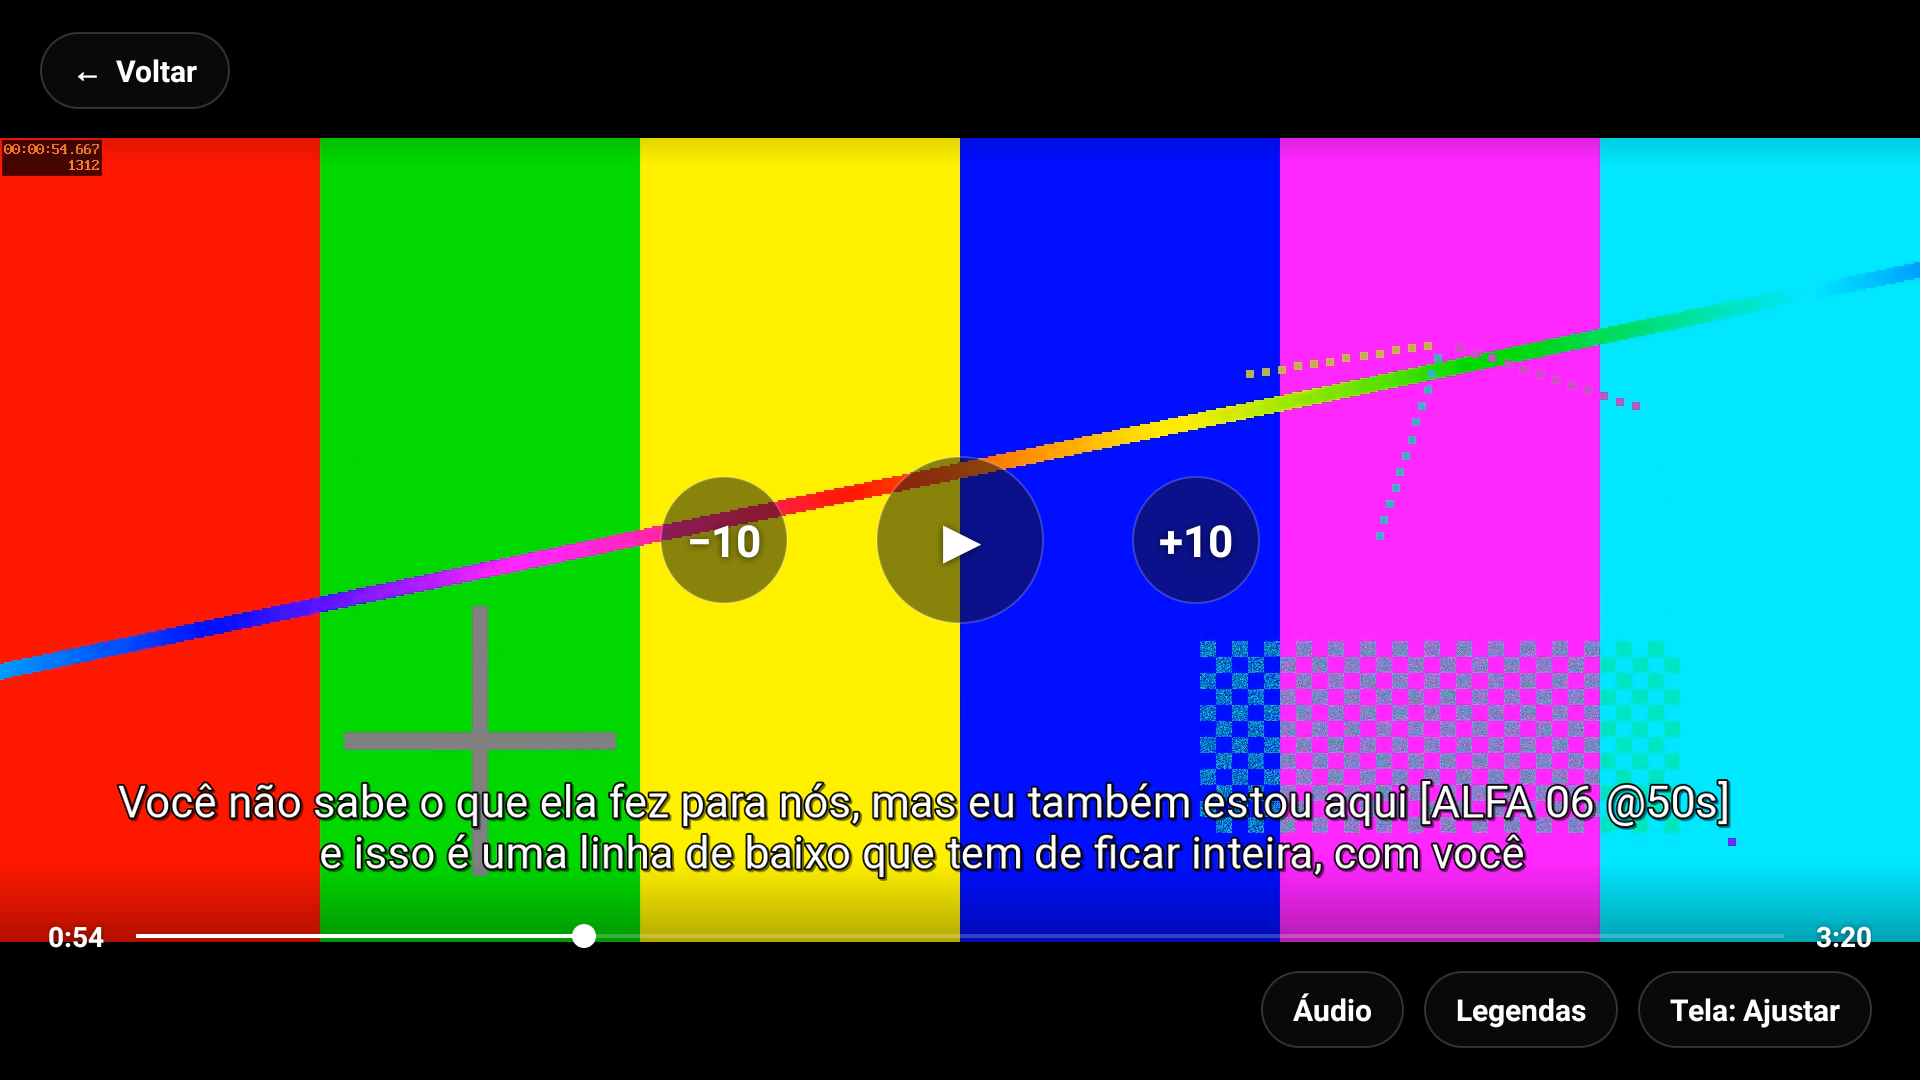 ← Voltar
00:00:54.667
1312
−10
+10
Você não sabe o que ela fez para nós, mas eu também estou aqui [ALFA 06 @50s]
e isso é uma linha de baixo que tem de ficar inteira, com você
0:54
3:20
Áudio
Legendas
Tela: Ajustar